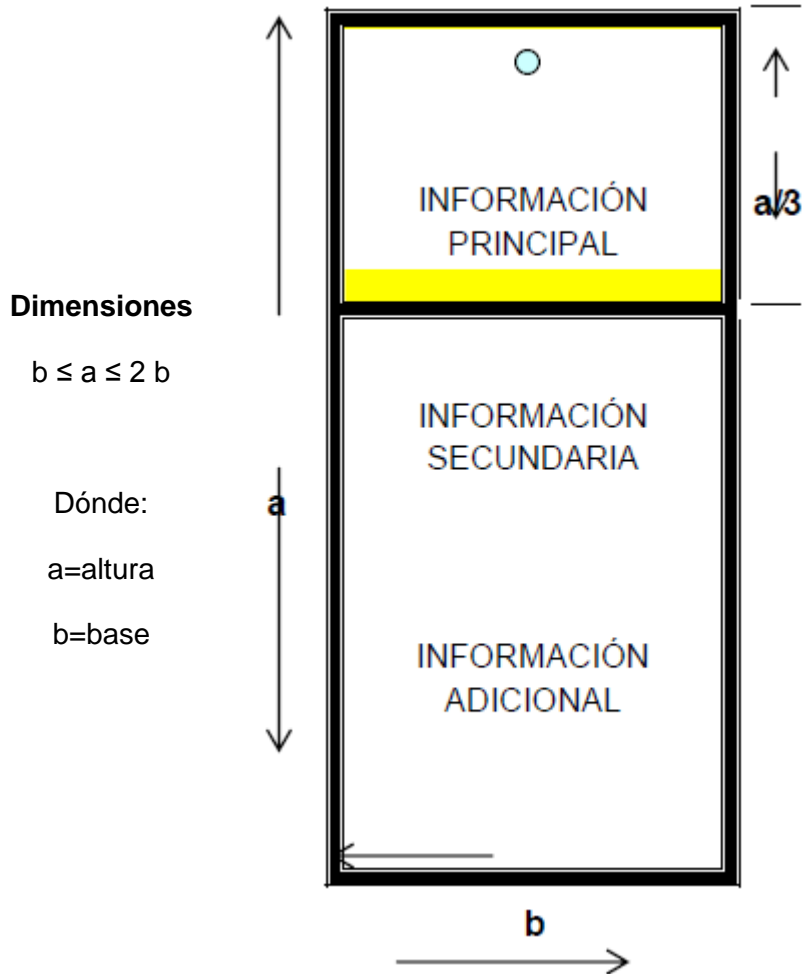 INFORMACIÓN
PRINCIPAL
a/3
Dimensiones
b ≤ a ≤ 2 b
INFORMACIÓN
SECUNDARIA
Dónde:
a
a=altura
b=base
INFORMACIÓN
ADICIONAL
b